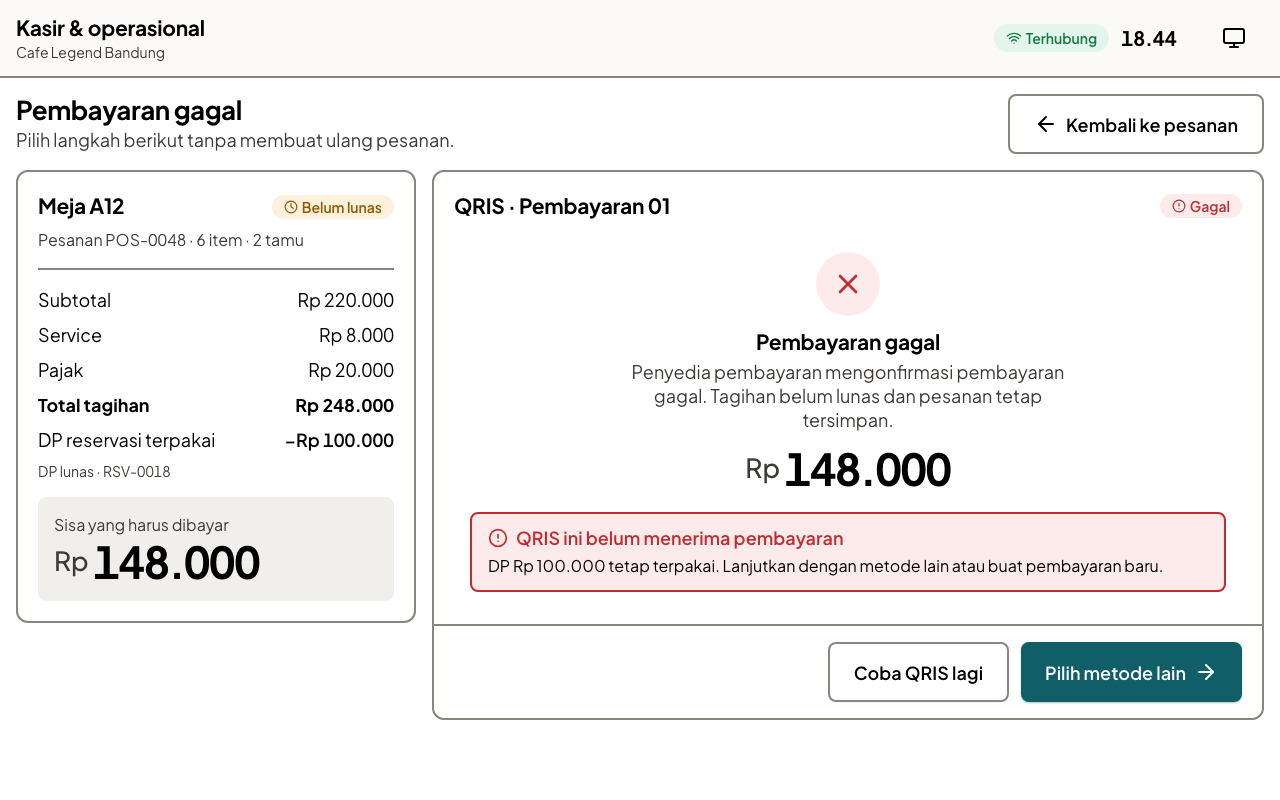 Kasir & operasional
Cafe Legend Bandung
Terhubung
18.44
Pembayaran gagal
Pilih langkah berikut tanpa membuat ulang pesanan.
Kembali ke pesanan
Meja A12
Belum lunas
Pesanan POS-0048 · 6 item · 2 tamu
Subtotal Rp 220.000
Service Rp 8.000
Pajak Rp 20.000
Total tagihan Rp 248.000
DP reservasi terpakai –Rp 100.000
DP lunas · RSV-0018
Sisa yang harus dibayar
Rp 148.000
QRIS · Pembayaran 01
Gagal
Pembayaran gagal
Penyedia pembayaran mengonfirmasi pembayaran
gagal. Tagihan belum lunas dan pesanan tetap
tersimpan.
Rp 148.000
QRIS ini belum menerima pembayaran
DP Rp 100.000 tetap terpakai. Lanjutkan dengan metode lain atau buat pembayaran baru.
Coba QRIS lagi
Pilih metode lain